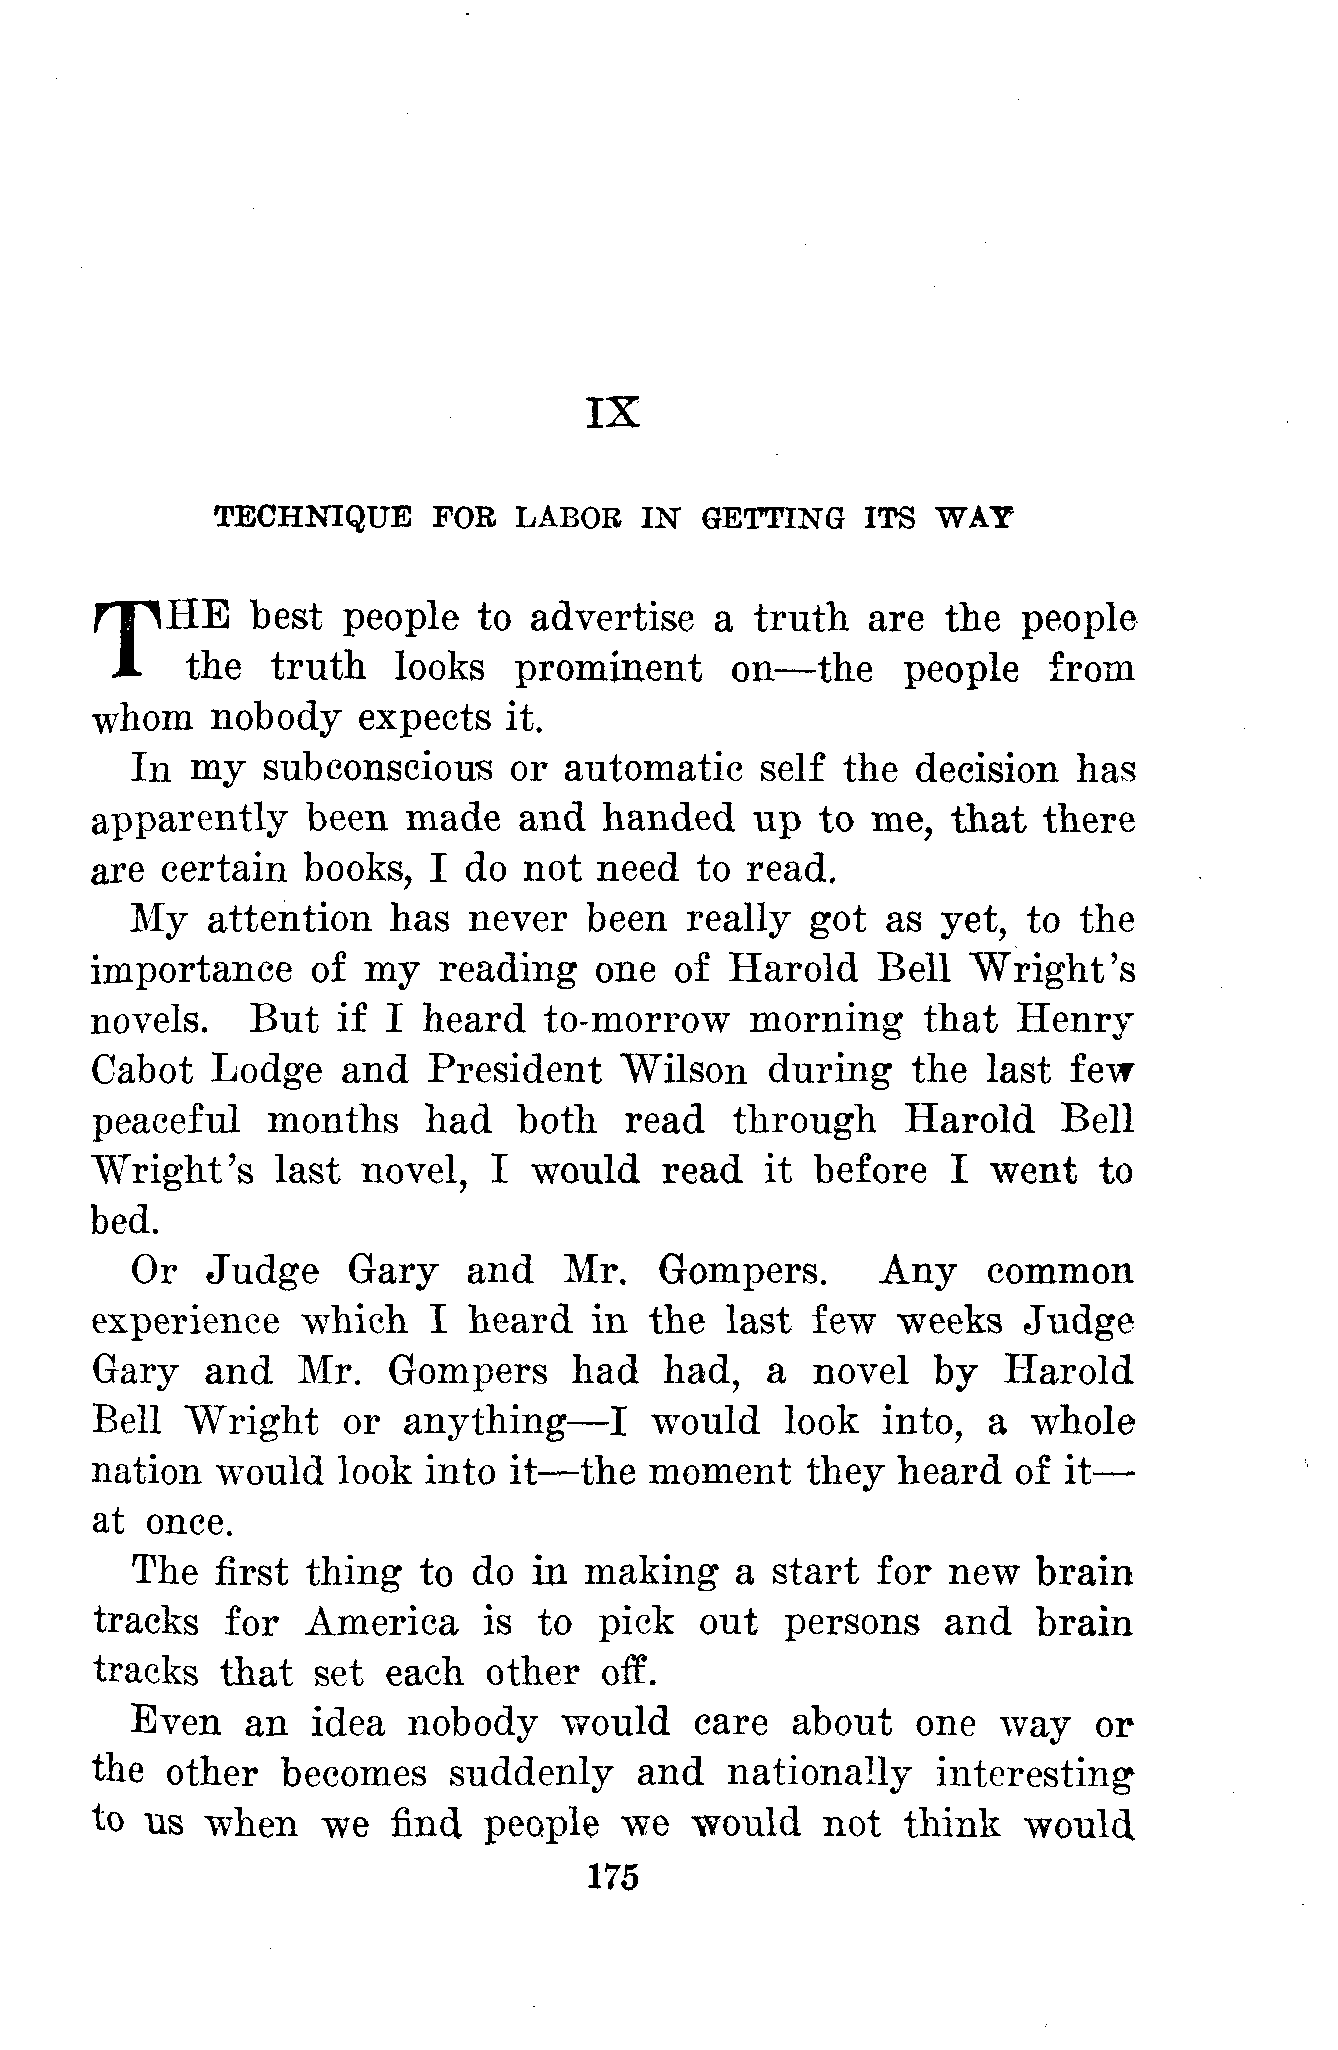 IX
TECHNIQUE FOR LABOR IN GETTING ITS WAY
THE best people to advertise a truth are the people
the truth looks prominent on—the people from
whom nobody expects it.
In my subconscious or automatic self the decision has
apparently been made and handed up to me, that there
are certain books, I do not need to read.
My attention has never been really got as yet, to the
importance of my reading one of Harold Bell Wright's
novels. But if I heard to-morrow morning that Henry
Cabot Lodge and President Wilson during the last few
peaceful months had both read through Harold Bell
Wright's last novel, I would read it before I went to
bed.
Or Judge Gary and Mr. Gompers. Any common
experience which I heard in the last few weeks Judge
Gary and Mr. Gompers had had, a novel by Harold
Bell Wright or anything—I would look into, a whole
nation would look into it—the moment they heard of it—
at once.
The first thing to do in making a start for new brain
tracks for America is to pick out persons and brain
tracks that set each other off.
Even an idea nobody would care about one way or
the other becomes suddenly and nationally interesting
to us when we find people we would not think would
175